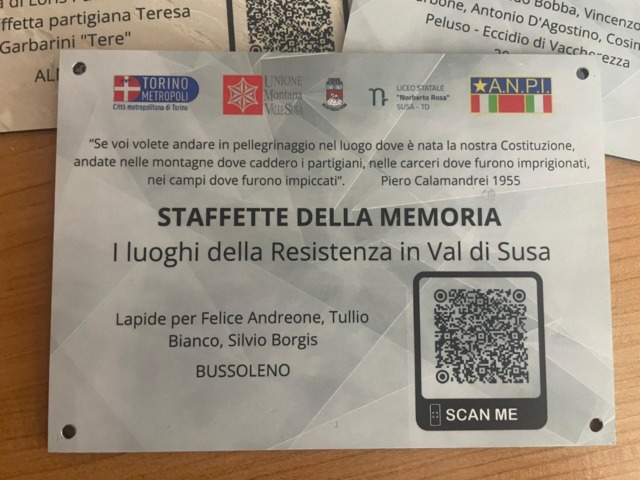 affetta partigiana Teresa
Garbarini "Tere"
Bobba, Vincenzo
Antonio D'Agostino, Cosim
Peluso - Eccidio di Vaccherezza
TORINO
METROPOLI
Città metropolitana di Torino
UNIONE
Montana
VALLE SUSA
LICEO STATALE
"Norberto Rosa"
SUSA - TO
A.N.P.I.
"Se voi volete andare in pellegrinaggio nel luogo dove è nata la nostra Costituzione,
andate nelle montagne dove caddero i partigiani, nelle carceri dove furono imprigionati,
nei campi dove furono impiccati". Piero Calamandrei 1955
STAFFETTE DELLA MEMORIA
I luoghi della Resistenza in Val di Susa
Lapide per Felice Andreone, Tullio
Bianco, Silvio Borgis
BUSSOLENO
SCAN ME